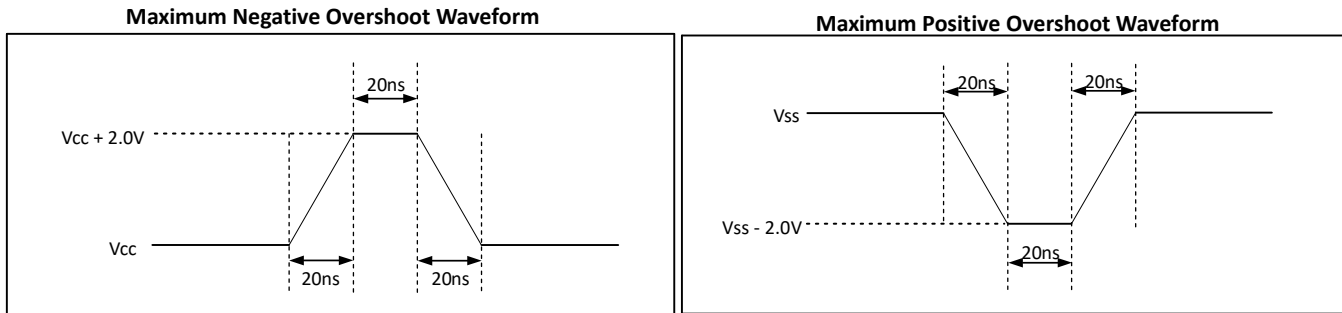 Maximum Negative Overshoot Waveform
20ns
Vcc + 2.0V
Vcc
20ns
20ns
Maximum Positive Overshoot Waveform
20ns
20ns
Vss
Vss - 2.0V
20ns